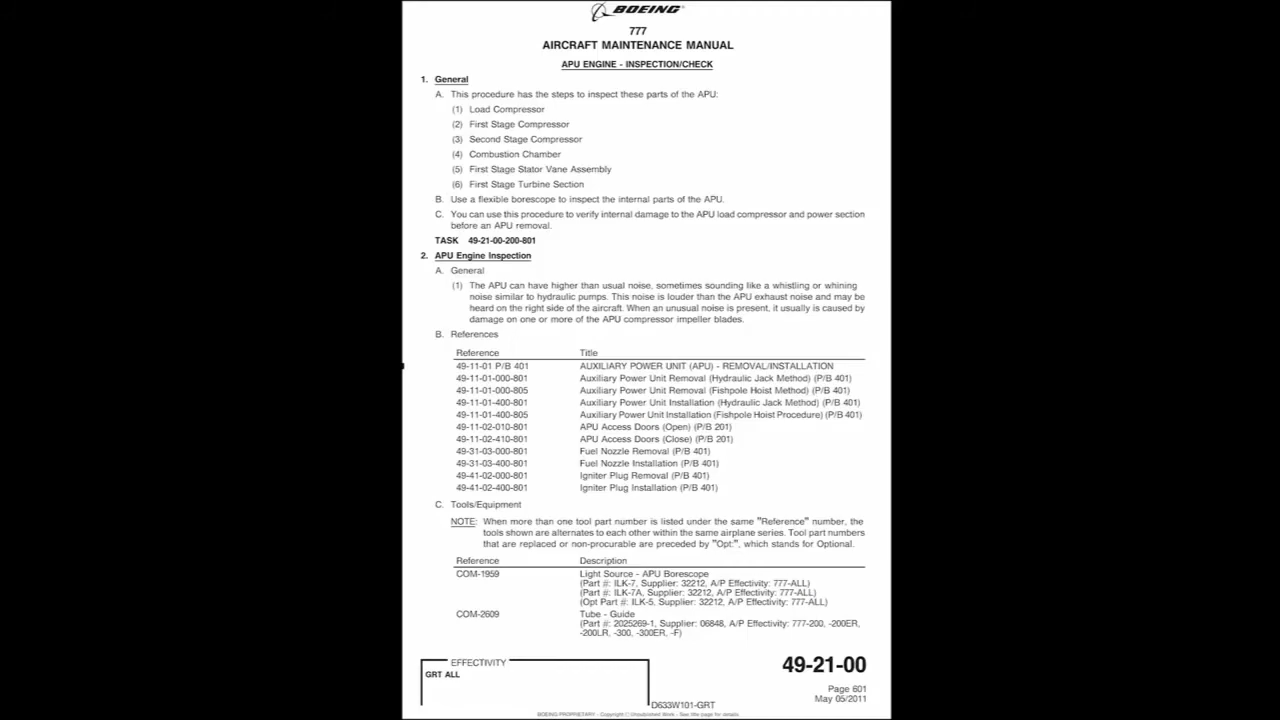 BOEING
777
AIRCRAFT MAINTENANCE MANUAL
APU ENGINE - INSPECTION/CHECK
1. General
A. This procedure has the steps to inspect these parts of the APU:
(1) Load Compressor
(2) First Stage Compressor
(3) Second Stage Compressor
(4) Combustion Chamber
(5) First Stage Stator Vane Assembly
(6) First Stage Turbine Section
B. Use a flexible borescope to inspect the internal parts of the APU.
C. You can use this procedure to verify internal damage to the APU load compressor and power section
before an APU removal.
TASK 49-21-00-200-801
2. APU Engine Inspection
A. General
(1) The APU can have higher than usual noise, sometimes sounding like a whistling or whining
noise similar to hydraulic pumps. This noise is louder than the APU exhaust noise and may be
heard on the right side of the aircraft. When an unusual noise is present, it usually is caused by
damage on one or more of the APU compressor impeller blades.
B. References
Reference Title
49-11-01 P/B 401 AUXILIARY POWER UNIT (APU) - REMOVAL/INSTALLATION
49-11-01-000-801 Auxiliary Power Unit Removal (Hydraulic Jack Method) (P/B 401)
49-11-01-000-805 Auxiliary Power Unit Removal (Fishpole Hoist Method) (P/B 401)
49-11-01-400-801 Auxiliary Power Unit Installation (Hydraulic Jack Method) (P/B 401)
49-11-01-400-805 Auxiliary Power Unit Installation (Fishpole Hoist Procedure) (P/B 401)
49-11-02-010-801 APU Access Doors (Open) (P/B 201)
49-11-02-410-801 APU Access Doors (Close) (P/B 201)
49-31-03-000-801 Fuel Nozzle Removal (P/B 401)
49-31-03-400-801 Fuel Nozzle Installation (P/B 401)
49-41-02-000-801 Igniter Plug Removal (P/B 401)
49-41-02-400-801 Igniter Plug Installation (P/B 401)
C. Tools/Equipment
NOTE: When more than one tool part number is listed under the same "Reference" number, the
tools shown are alternates to each other within the same airplane series. Tool part numbers
that are replaced or non-procurable are preceded by "Opt:", which stands for Optional.
Reference Description
COM-1959 Light Source - APU Borescope
(Part #: ILK-7, Supplier: 32212, A/P Effectivity: 777-ALL)
(Part #: ILK-7A, Supplier: 32212, A/P Effectivity: 777-ALL)
(Opt Part #: ILK-5, Supplier: 32212, A/P Effectivity: 777-ALL)
COM-2609 Tube - Guide
(Part #: 2025269-1, Supplier: 06848, A/P Effectivity: 777-200, -200ER,
-200LR, -300, -300ER, -F)
EFFECTIVITY
GRT ALL
49-21-00
Page 601
May 05/2011
D633W101-GRT
BOEING PROPRIETARY - Copyright Unpublished Work - See title page for details